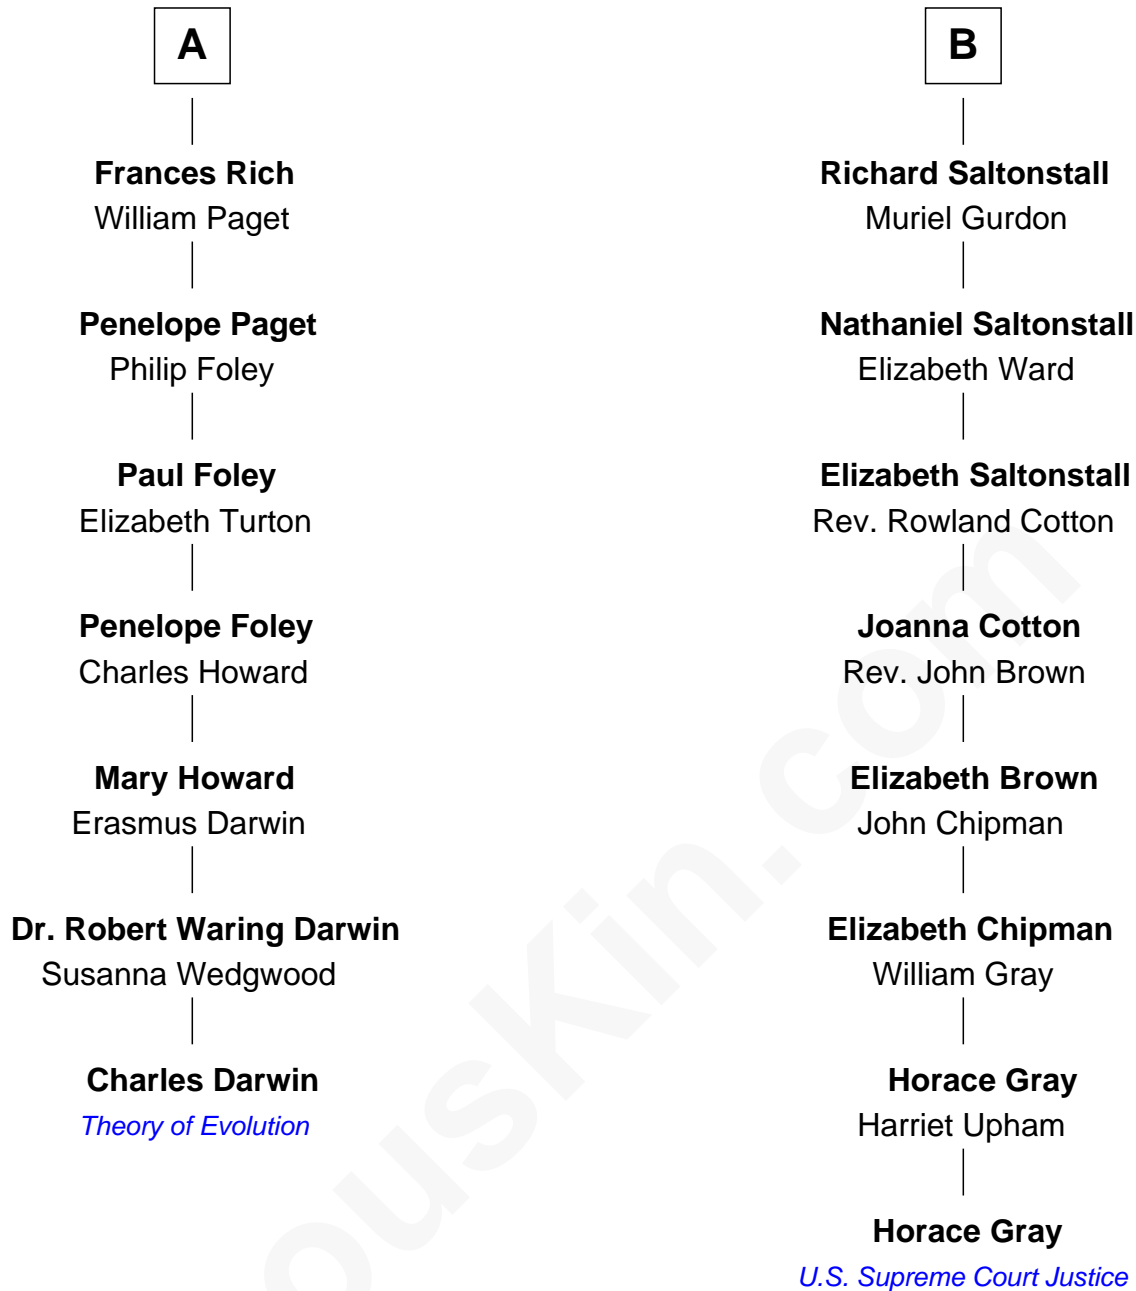 A
Frances Rich
William Paget
Penelope Paget
Philip Foley
Paul Foley
Elizabeth Turton
Penelope Foley
Charles Howard
Mary Howard
Erasmus Darwin
Dr. Robert Waring Darwin
Susanna Wedgwood
Charles Darwin
Theory of Evolution
B
Richard Saltonstall
Muriel Gurdon
Nathaniel Saltonstall
Elizabeth Ward
Elizabeth Saltonstall
Rev. Rowland Cotton
Joanna Cotton
Rev. John Brown
Elizabeth Brown
John Chipman
Elizabeth Chipman
William Gray
Horace Gray
Harriet Upham
Horace Gray
U.S. Supreme Court Justice
ouskin.com